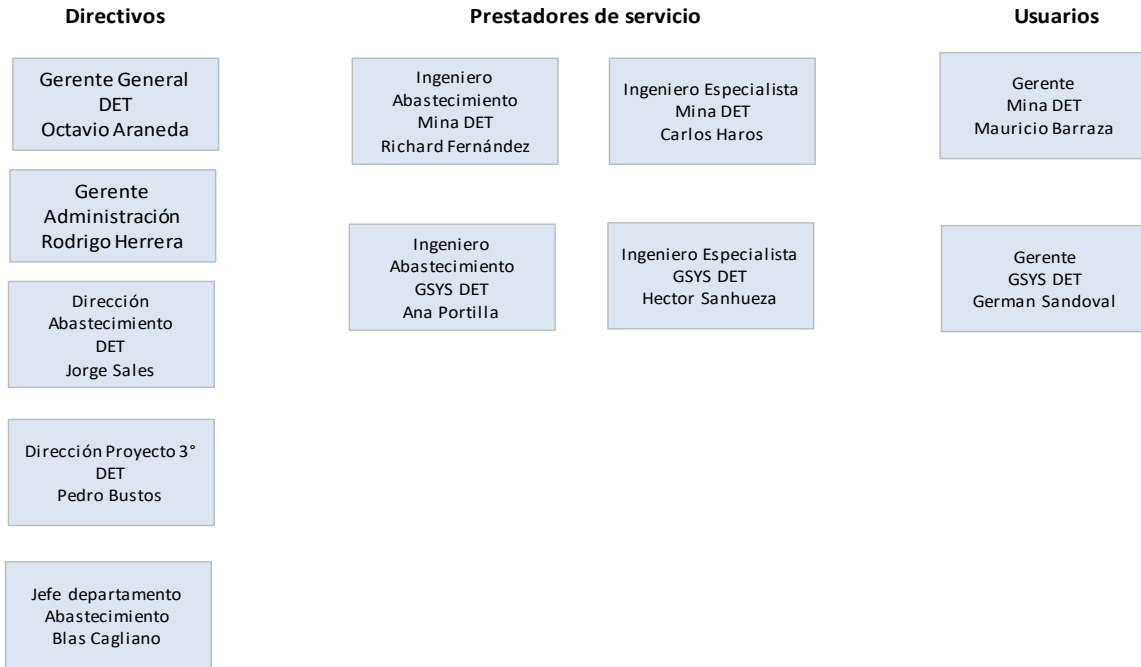 Directivos
Gerente General
DET
Octavio Araneda
Gerente
Administración
Rodrigo Herrera
Dirección
Abastecimiento
DET
Jorge Sales
Dirección Proyecto 3°
DET
Pedro Bustos
Jefe departamento
Abastecimiento
Blas Cagliano
Prestadores de servicio
Ingeniero
Abastecimiento
Mina DET
Richard Fernández
Ingeniero Especialista
Mina DET
Carlos Haros
Ingeniero
Abastecimiento
GSYS DET
Ana Portilla
Ingeniero Especialista
GSYS DET
Hector Sanhueza
Usuarios
Gerente
Mina DET
Mauricio Barraza
Gerente
GSYS DET
German Sandoval